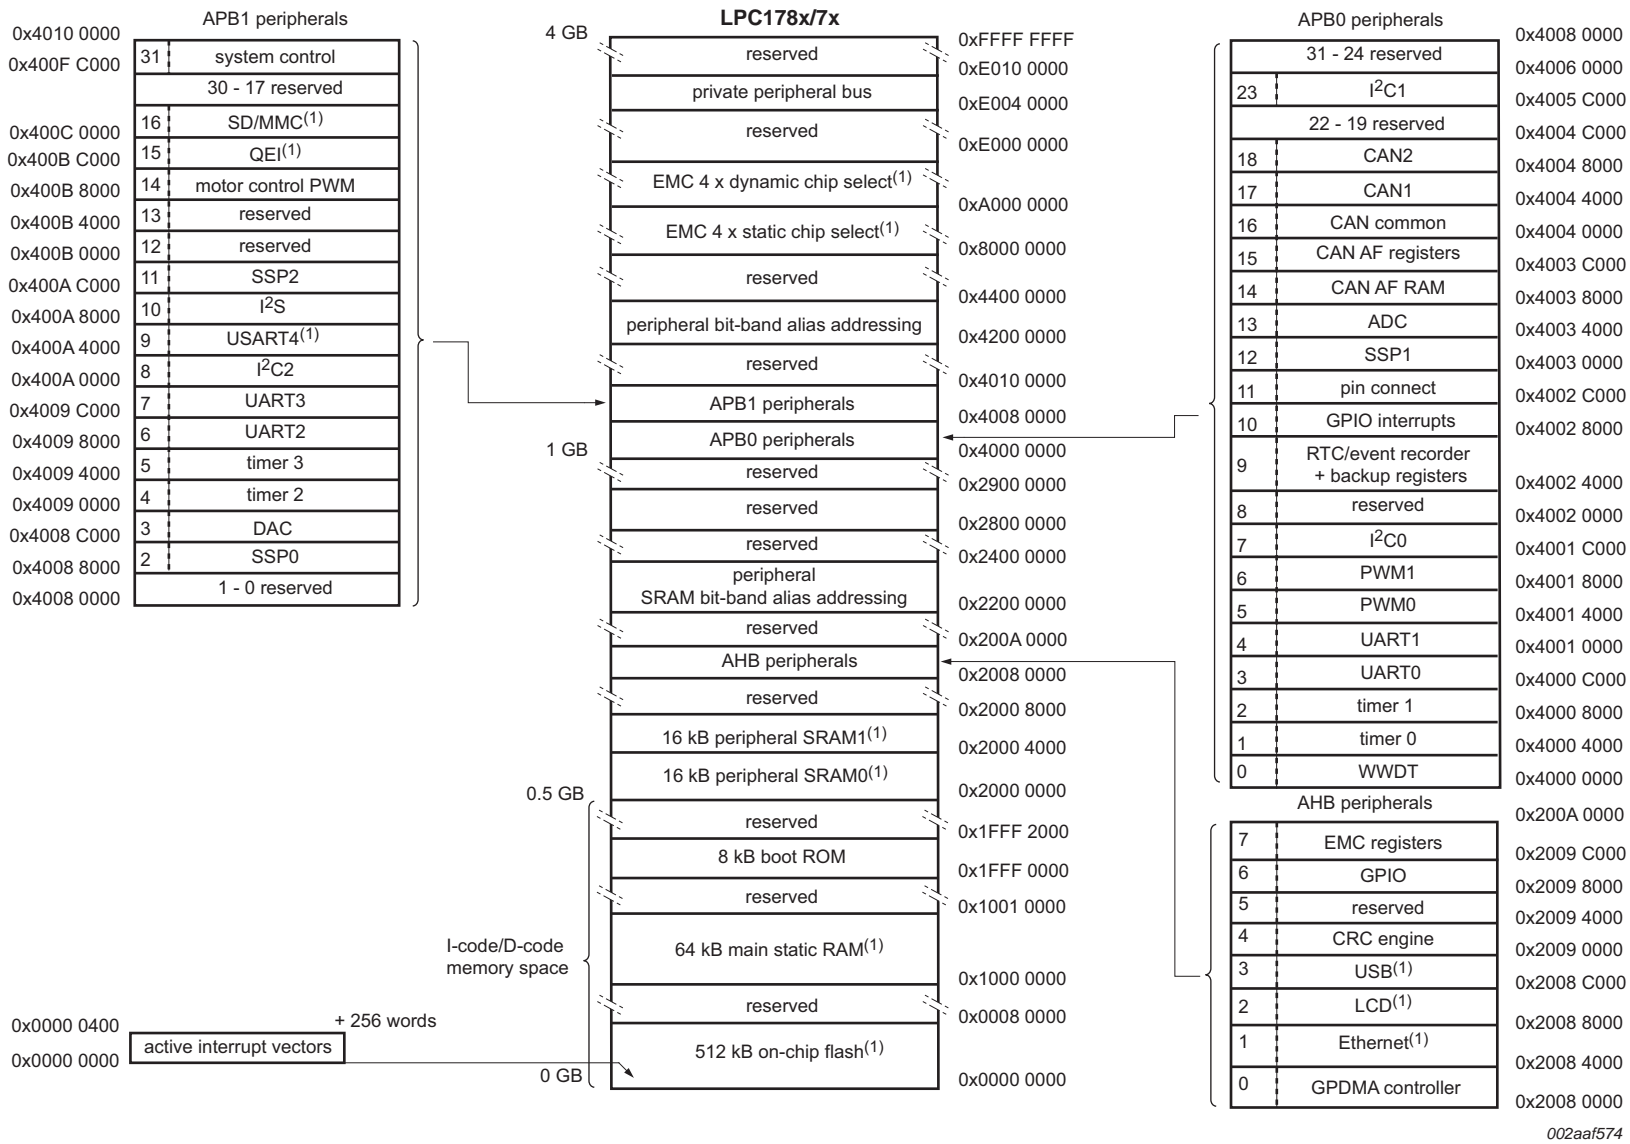 LPC178x/7x
APB1 peripherals
0x4010 0000
31 system control
0x400F C000
30 - 17 reserved
16 SD/MMC(1)
0x400C 0000
15 QEI(1)
0x400B C000
14 motor control PWM
0x400B 8000
13 reserved
0x400B 4000
12 reserved
0x400B 0000
11 SSP2
0x400A C000
10 I2S
0x400A 8000
9 USART4(1)
0x400A 4000
8 I2C2
0x400A 0000
7 UART3
0x4009 C000
6 UART2
0x4009 8000
5 timer 3
0x4009 4000
4 timer 2
0x4009 0000
3 DAC
0x4008 C000
2 SSP0
0x4008 8000
1 - 0 reserved
0x4008 0000
4 GB
0xFFFF FFFF
reserved
0xE010 0000
private peripheral bus
0xE004 0000
reserved
0xE000 0000
EMC 4 x dynamic chip select(1)
0xA000 0000
EMC 4 x static chip select(1)
0x8000 0000
reserved
0x4400 0000
peripheral bit-band alias addressing
0x4200 0000
reserved
0x4010 0000
APB1 peripherals
0x4008 0000
APB0 peripherals
1 GB
0x4000 0000
reserved
0x2900 0000
reserved
0x2800 0000
reserved
0x2400 0000
peripheral
SRAM bit-band alias addressing
0x2200 0000
reserved
0x200A 0000
AHB peripherals
0x2008 0000
reserved
0x2000 8000
16 kB peripheral SRAM1(1)
0x2000 4000
16 kB peripheral SRAM0(1)
0x2000 0000
0.5 GB
reserved
0x1FFF 2000
8 kB boot ROM
0x1FFF 0000
reserved
0x1001 0000
I-code/D-code
memory space
64 kB main static RAM(1)
0x1000 0000
reserved
0x0008 0000
512 kB on-chip flash(1)
0 GB
0x0000 0000
+ 256 words
0x0000 0400
active interrupt vectors
0x0000 0000
APB0 peripherals
0x4008 0000
31 - 24 reserved
0x4006 0000
23 I2C1
0x4005 C000
22 - 19 reserved
0x4004 C000
18 CAN2
0x4004 8000
17 CAN1
0x4004 4000
16 CAN common
0x4004 0000
15 CAN AF registers
0x4003 C000
14 CAN AF RAM
0x4003 8000
13 ADC
0x4003 4000
12 SSP1
0x4003 0000
11 pin connect
0x4002 C000
10 GPIO interrupts
0x4002 8000
9 RTC/event recorder
+ backup registers
0x4002 4000
8 reserved
0x4002 0000
7 I2C0
0x4001 C000
6 PWM1
0x4001 8000
5 PWM0
0x4001 4000
4 UART1
0x4001 0000
3 UART0
0x4000 C000
2 timer 1
0x4000 8000
1 timer 0
0x4000 4000
0 WWDT
0x4000 0000
AHB peripherals
0x200A 0000
7 EMC registers
0x2009 C000
6 GPIO
0x2009 8000
5 reserved
0x2009 4000
4 CRC engine
0x2009 0000
3 USB(1)
0x2008 C000
2 LCD(1)
0x2008 8000
1 Ethernet(1)
0x2008 4000
0 GPDMA controller
0x2008 0000
002aaf574